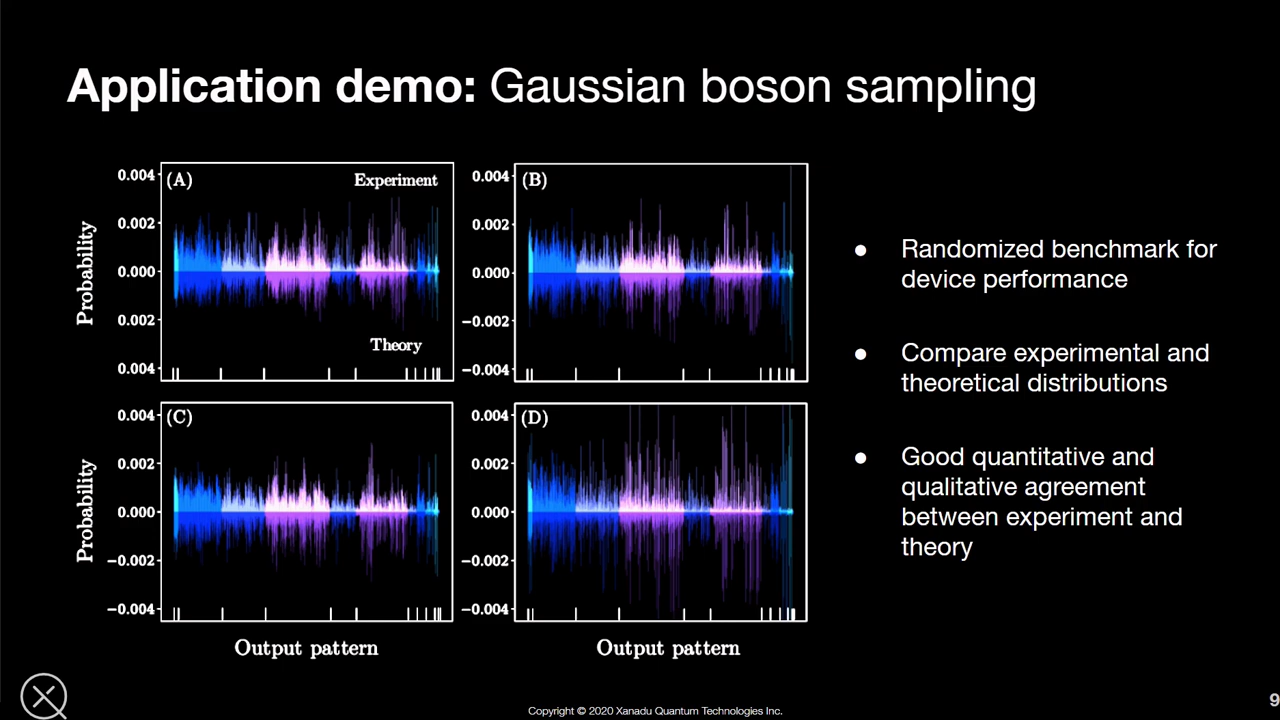 Application demo: Gaussian boson sampling
(A)
Experiment
Theory
Probability
0.004
0.002
0.000
0.002
0.004
(B)
0.004
0.002
0.000
−0.002
−0.004
(C)
Probability
0.004
0.002
0.000
−0.002
−0.004
Output pattern
(D)
0.004
0.002
0.000
−0.002
−0.004
Output pattern
● Randomized benchmark for
device performance
● Compare experimental and
theoretical distributions
● Good quantitative and
qualitative agreement
between experiment and
theory
Copyright © 2020 Xanadu Quantum Technologies Inc.
9